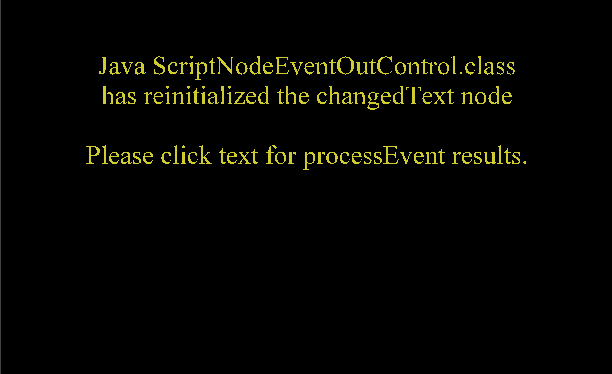 Java ScriptNodeEventOutControl.class
has reinitialized the changedText node
Please click text for processEvent results.